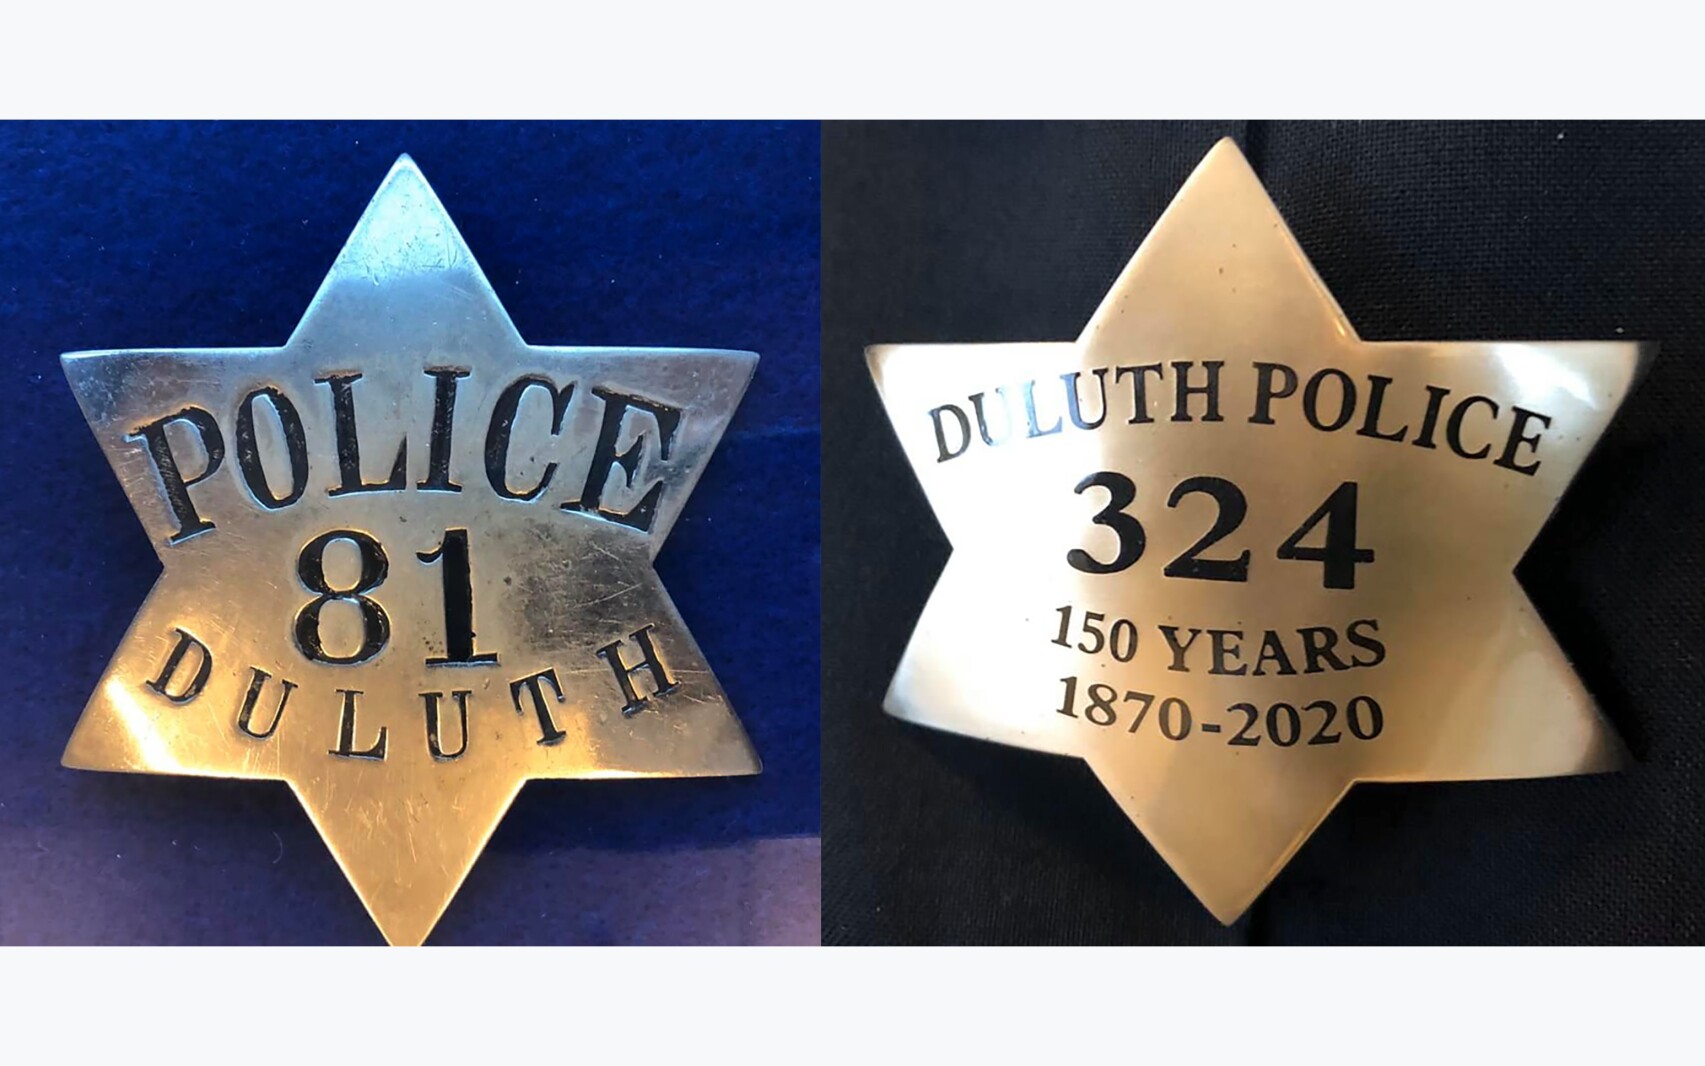 POLICE
81
DULUTH
DULUTH POLICE
324
150 YEARS
1870-2020